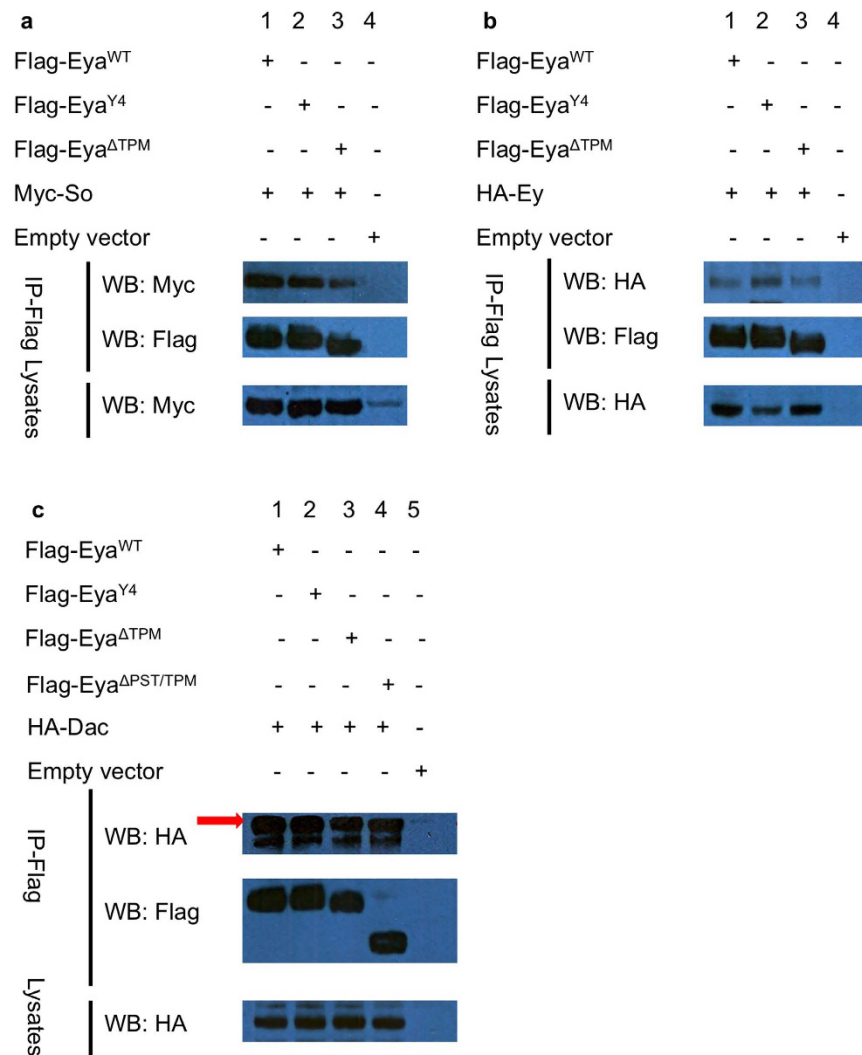 a 1 2 3 4
Flag-Eya^WT + - - -
Flag-Eya^Y4 - + - -
Flag-Eya^ΔTPM - - + -
Myc-So + + + -
Empty vector - - - +
IP-Flag
WB: Myc
WB: Flag
Lysates
WB: Myc
b 1 2 3 4
Flag-Eya^WT + - - -
Flag-Eya^Y4 - + - -
Flag-Eya^ΔTPM - - + -
HA-Ey + + + -
Empty vector - - - +
IP-Flag
WB: HA
WB: Flag
Lysates
WB: HA
c 1 2 3 4 5
Flag-Eya^WT + - - - -
Flag-Eya^Y4 - + - - -
Flag-Eya^ΔTPM - - + - -
Flag-Eya^ΔPST/TPM - - - + -
HA-Dac + + + + -
Empty vector - - - - +
IP-Flag
WB: HA
WB: Flag
Lysates
WB: HA